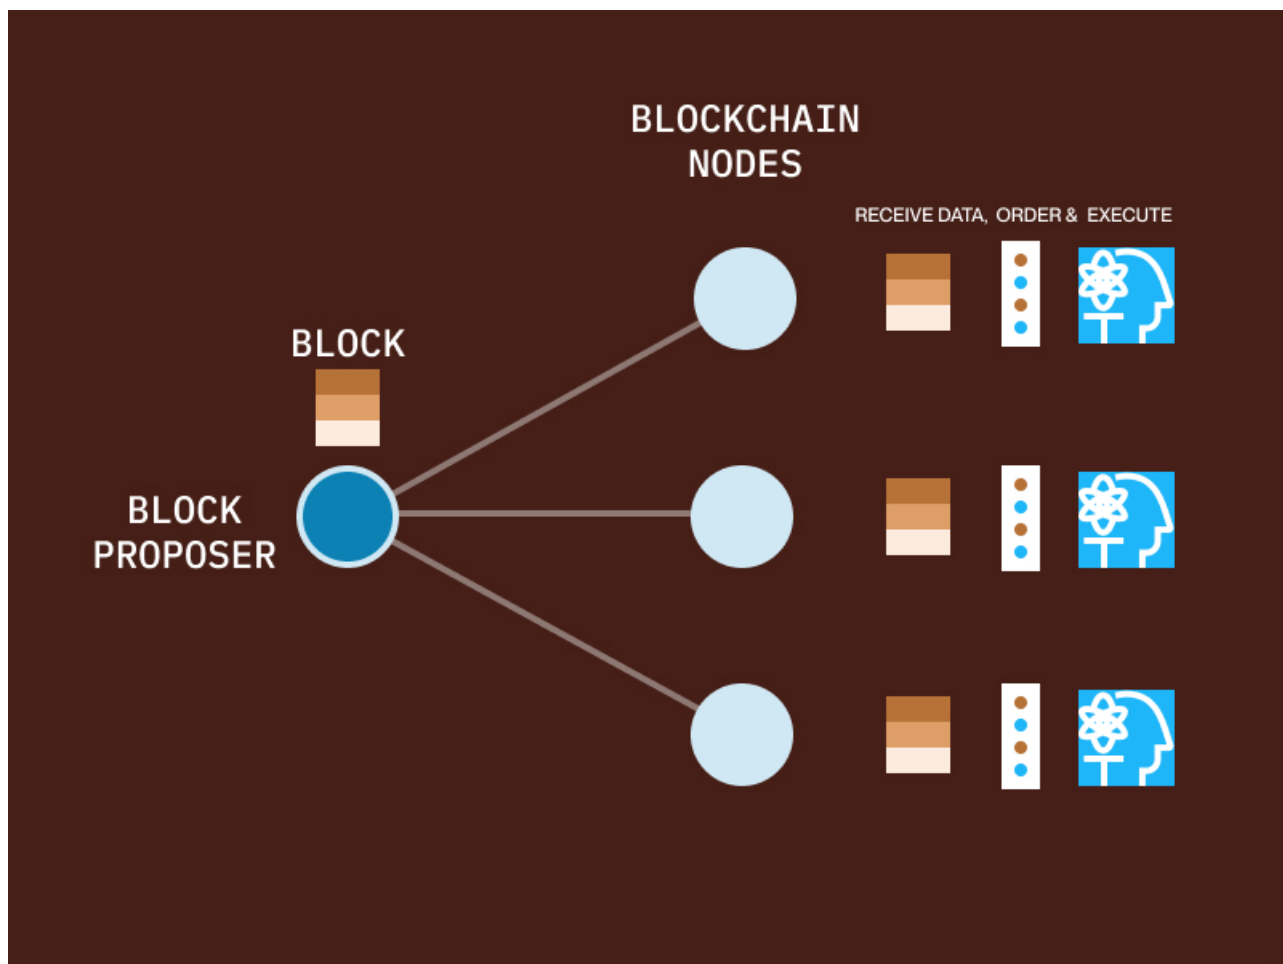 BLOCKCHAIN
NODES
RECEIVE DATA, ORDER & EXECUTE
BLOCK
BLOCK
PROPOSER